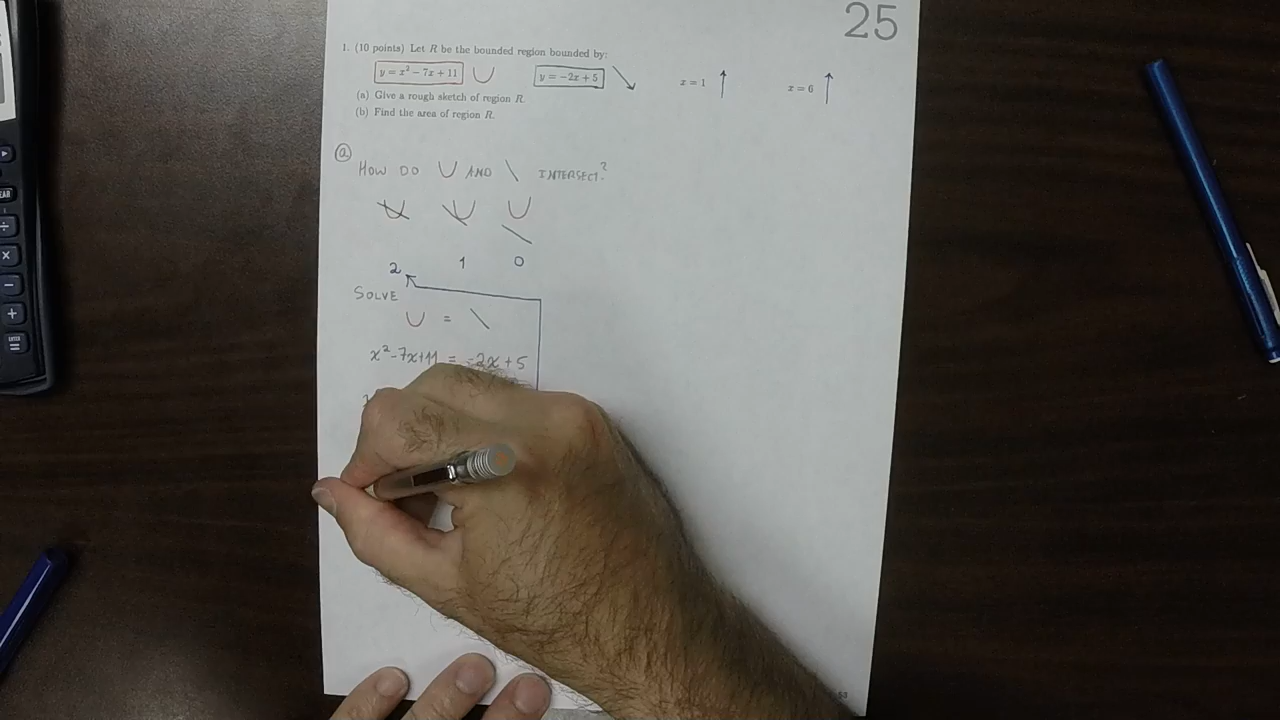 25
1. (10 points) Let R be the bounded region bounded by:
y = x² − 7x + 11 y = −2x + 5 x = 1 x = 6
(a) Give a rough sketch of region R.
(b) Find the area of region R.
ⓐ
HOW DO ∪ AND \ INTERSECT?
2 1 0
SOLVE
∪ = \
x²-7x+11 = -2x+5